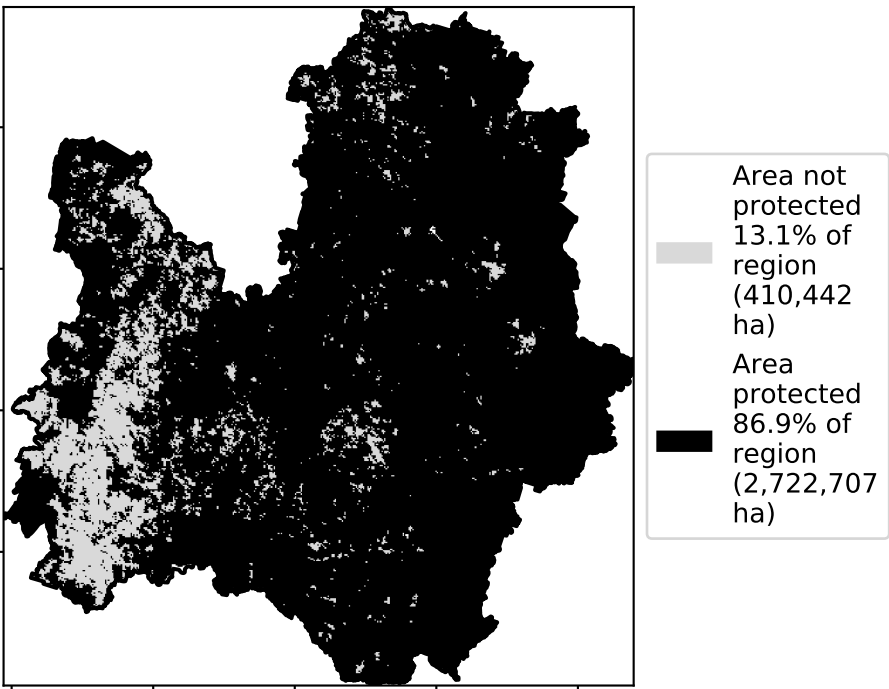 Area not
protected
13.1% of
region
(410,442
ha)
Area
protected
86.9% of
region
(2,722,707
ha)